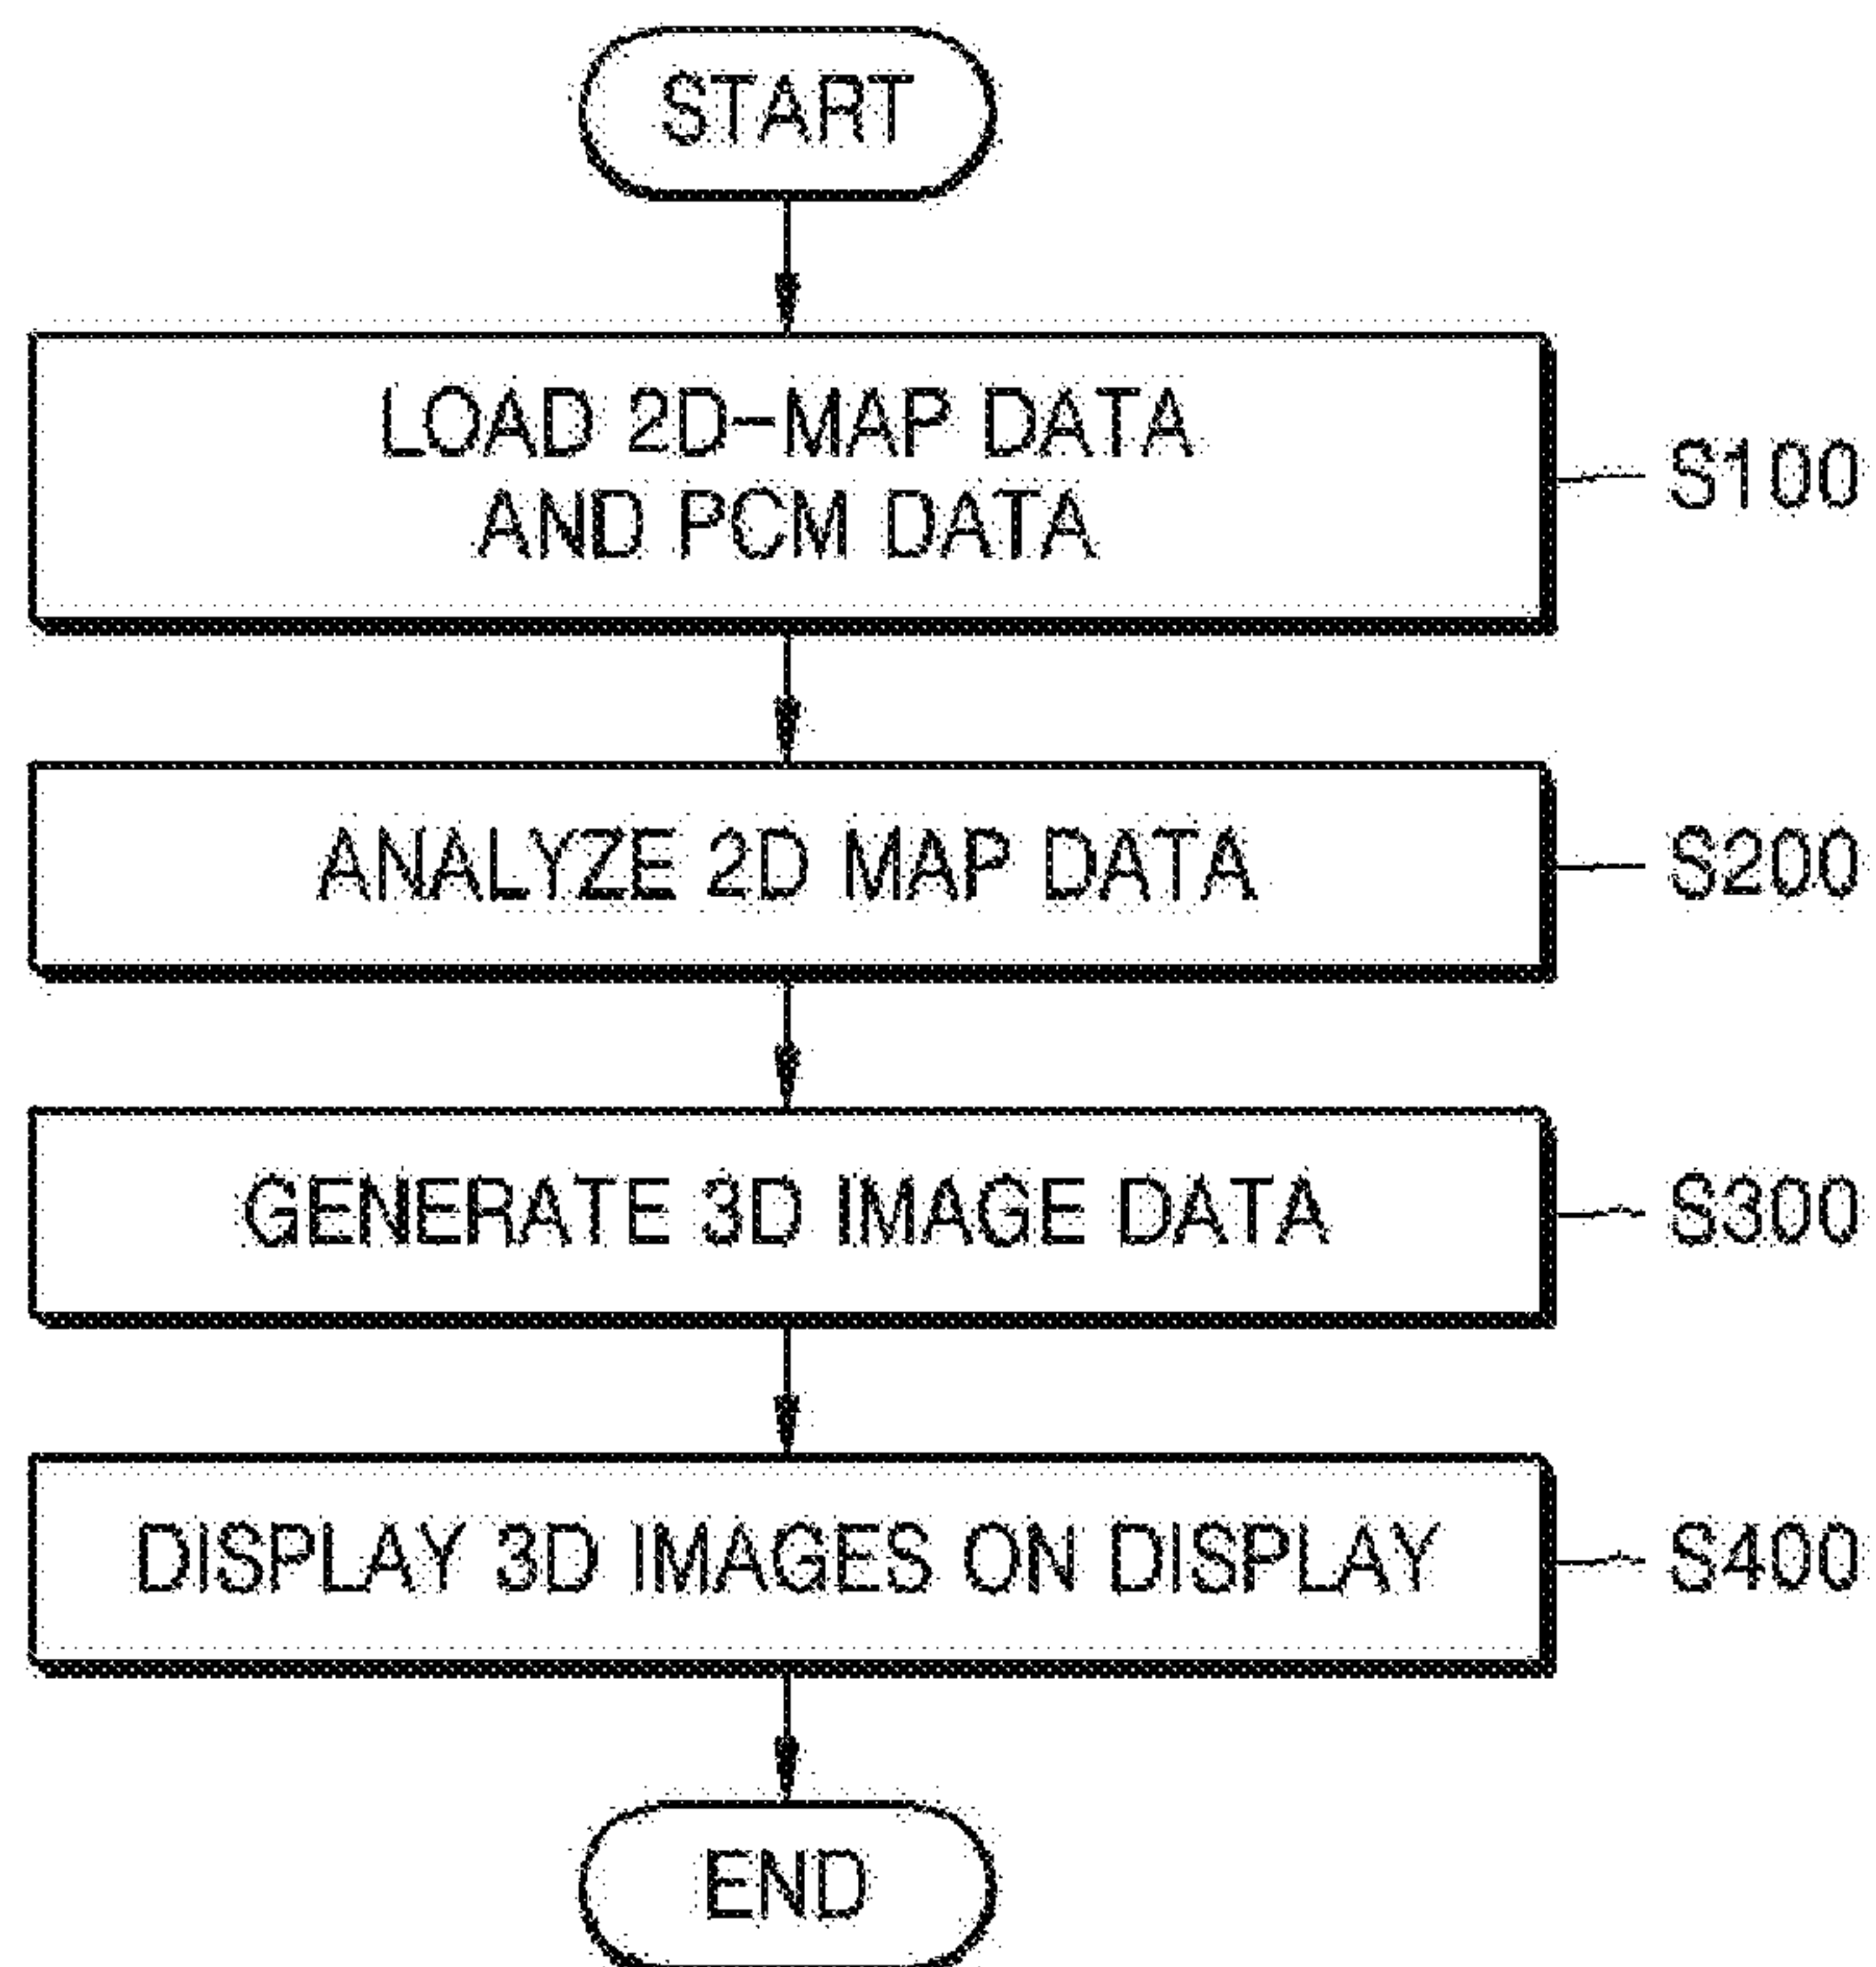 START
LOAD 2D-MAP DATA
AND PCM DATA
S100
ANALYZE 2D MAP DATA
S200
GENERATE 3D IMAGE DATA
S300
DISPLAY 3D IMAGES ON DISPLAY
S400
END